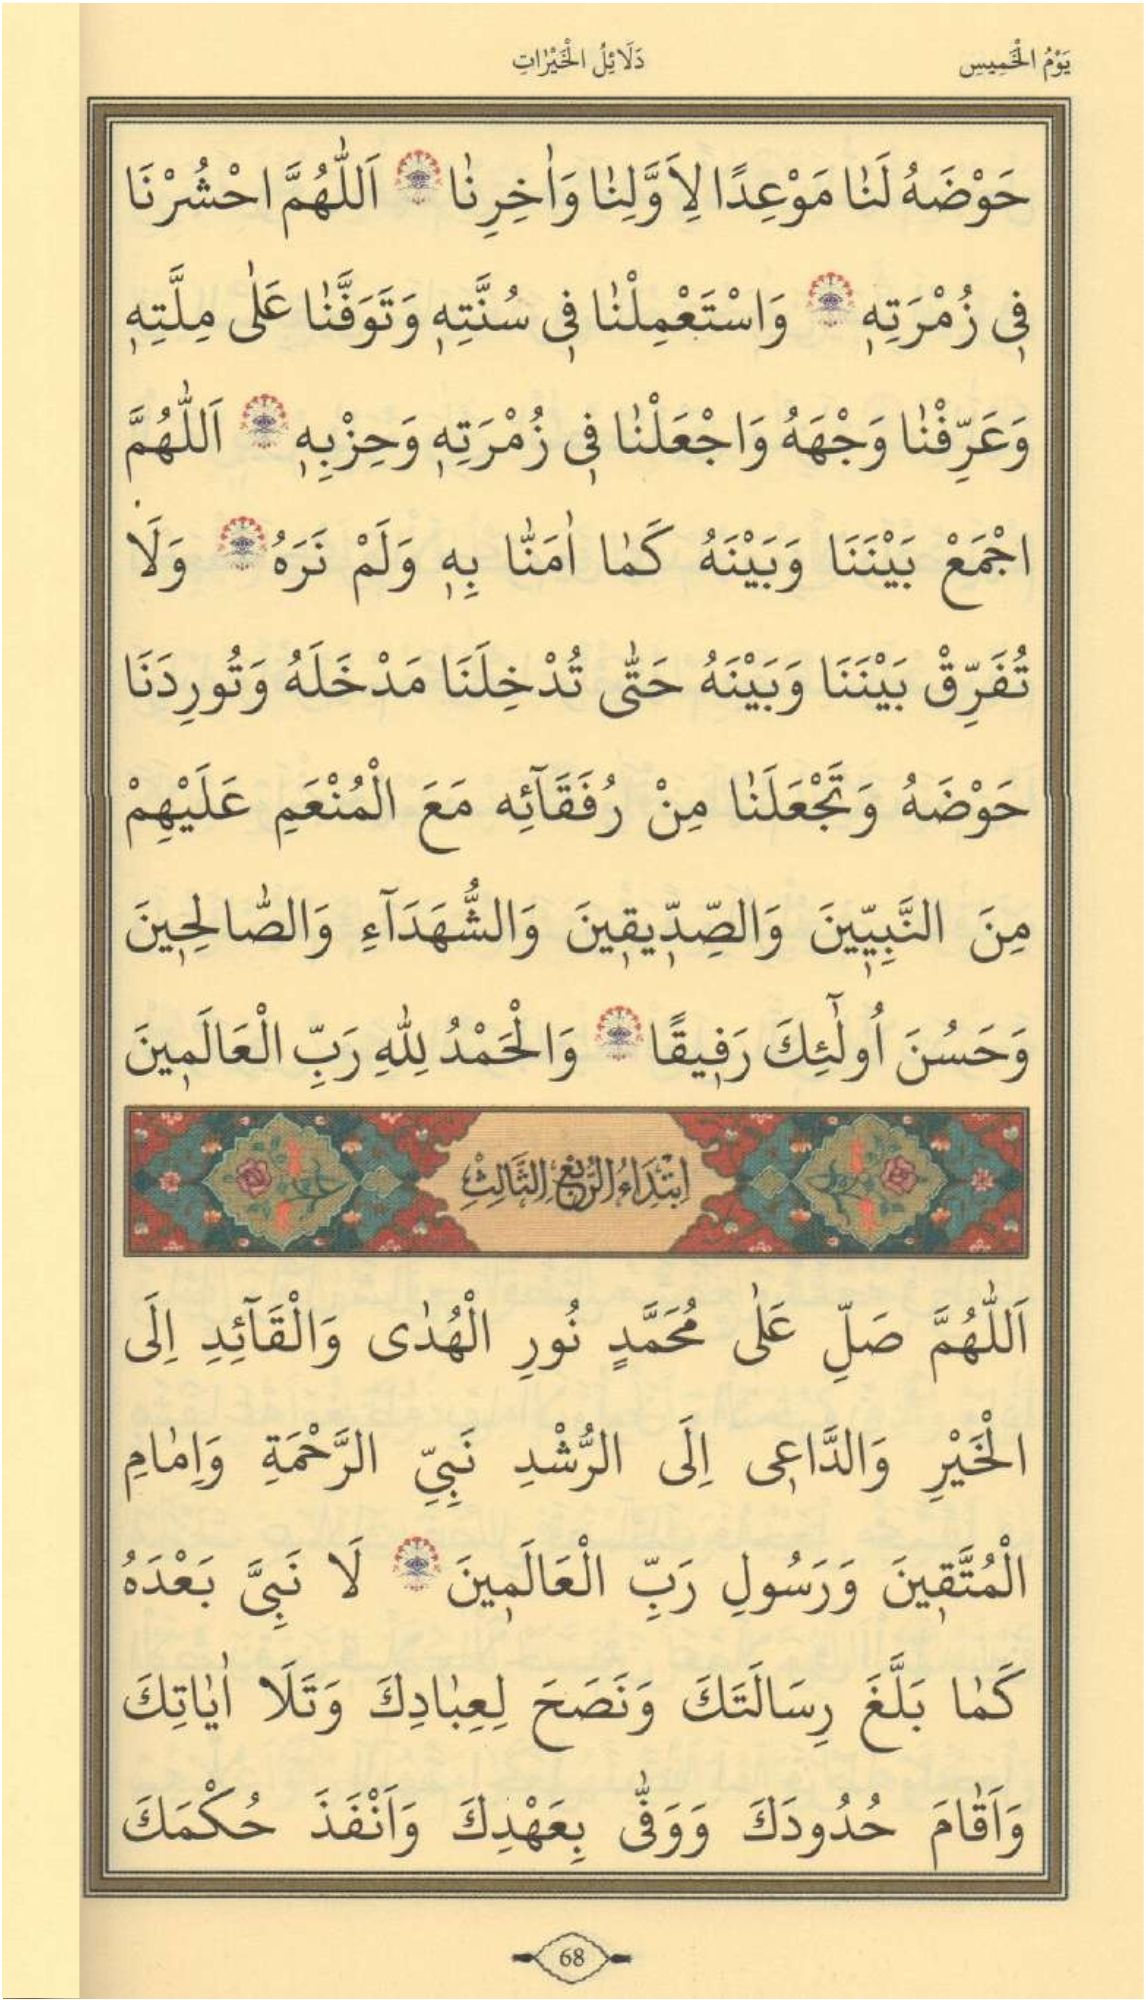 يَوْمُ الْخَمِيسِ
دَلَائِلُ الْخَيْرَاتِ
حَوْضَهُ لَنَا مَوْعِدًا لِاَوَّلِنَا وَاٰخِرِنَا اَللّٰهُمَّ احْشُرْنَا
فِى زُمْرَتِهِ وَاسْتَعْمِلْنَا فِى سُنَّتِهِ وَتَوَفَّنَا عَلٰى مِلَّتِهِ
وَعَرِّفْنَا وَجْهَهُ وَاجْعَلْنَا فِى زُمْرَتِهِ وَحِزْبِهِ اَللّٰهُمَّ
اجْمَعْ بَيْنَنَا وَبَيْنَهُ كَمَا اٰمَنَّا بِهِ وَلَمْ نَرَهُ وَلَا
تُفَرِّقْ بَيْنَنَا وَبَيْنَهُ حَتّٰى تُدْخِلَنَا مَدْخَلَهُ وَتُورِدَنَا
حَوْضَهُ وَتَجْعَلَنَا مِنْ رُفَقَآئِه مَعَ الْمُنْعَمِ عَلَيْهِمْ
مِنَ النَّبِيِّينَ وَالصِّدِّيقِينَ وَالشُّهَدَآءِ وَالصَّالِحِينَ
وَحَسُنَ اُولٰٓئِكَ رَفِيقًا وَالْحَمْدُ لِلّٰهِ رَبِّ الْعَالَمِينَ
ابْتِدَاءُ الرُّبْعِ الثَّالِثْ
اَللّٰهُمَّ صَلِّ عَلٰى مُحَمَّدٍ نُورِ الْهُدٰى وَالْقَآئِدِ اِلَى
الْخَيْرِ وَالدَّاعِى اِلَى الرُّشْدِ نَبِيِّ الرَّحْمَةِ وَاِمَامِ
الْمُتَّقِينَ وَرَسُولِ رَبِّ الْعَالَمِينَ لَا نَبِىَّ بَعْدَهُ
كَمَا بَلَّغَ رِسَالَتَكَ وَنَصَحَ لِعِبَادِكَ وَتَلَا اٰيَاتِكَ
وَاَقَامَ حُدُودَكَ وَوَفّٰى بِعَهْدِكَ وَاَنْفَذَ حُكْمَكَ
68